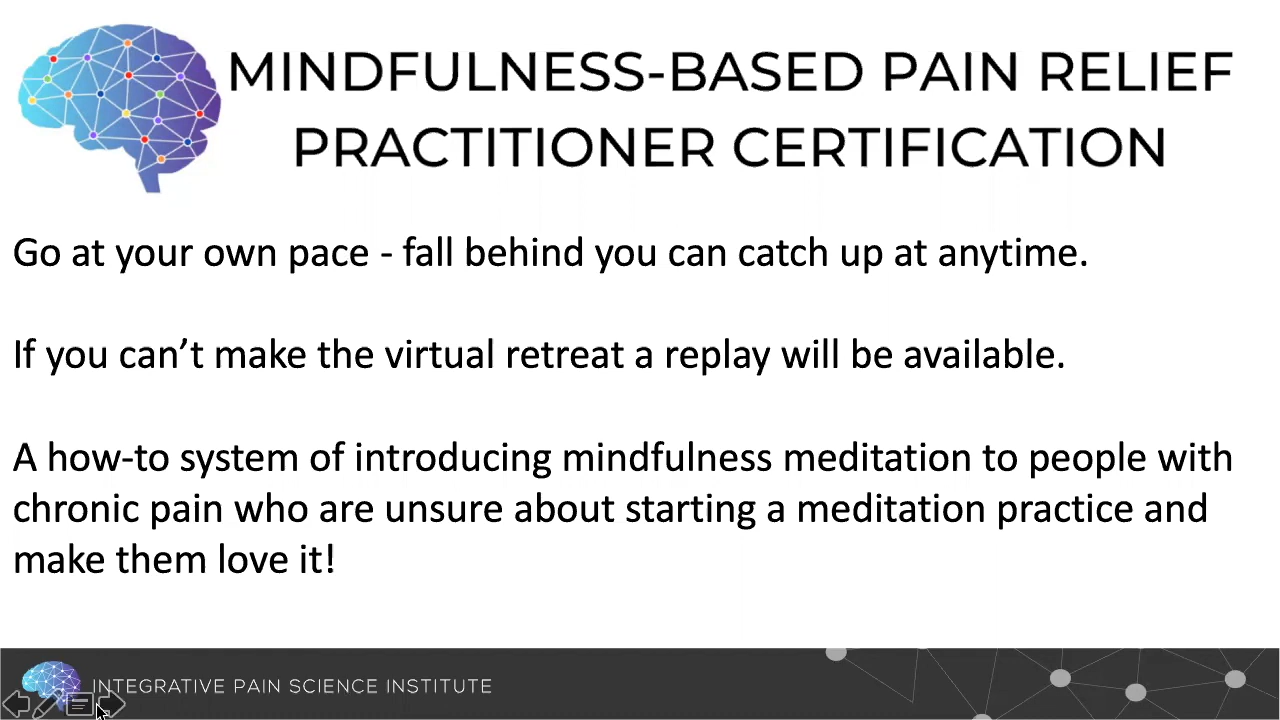 MINDFULNESS-BASED PAIN RELIEF
PRACTITIONER CERTIFICATION
Go at your own pace - fall behind you can catch up at anytime.
If you can’t make the virtual retreat a replay will be available.
A how-to system of introducing mindfulness meditation to people with
chronic pain who are unsure about starting a meditation practice and
make them love it!
INTEGRATIVE PAIN SCIENCE INSTITUTE